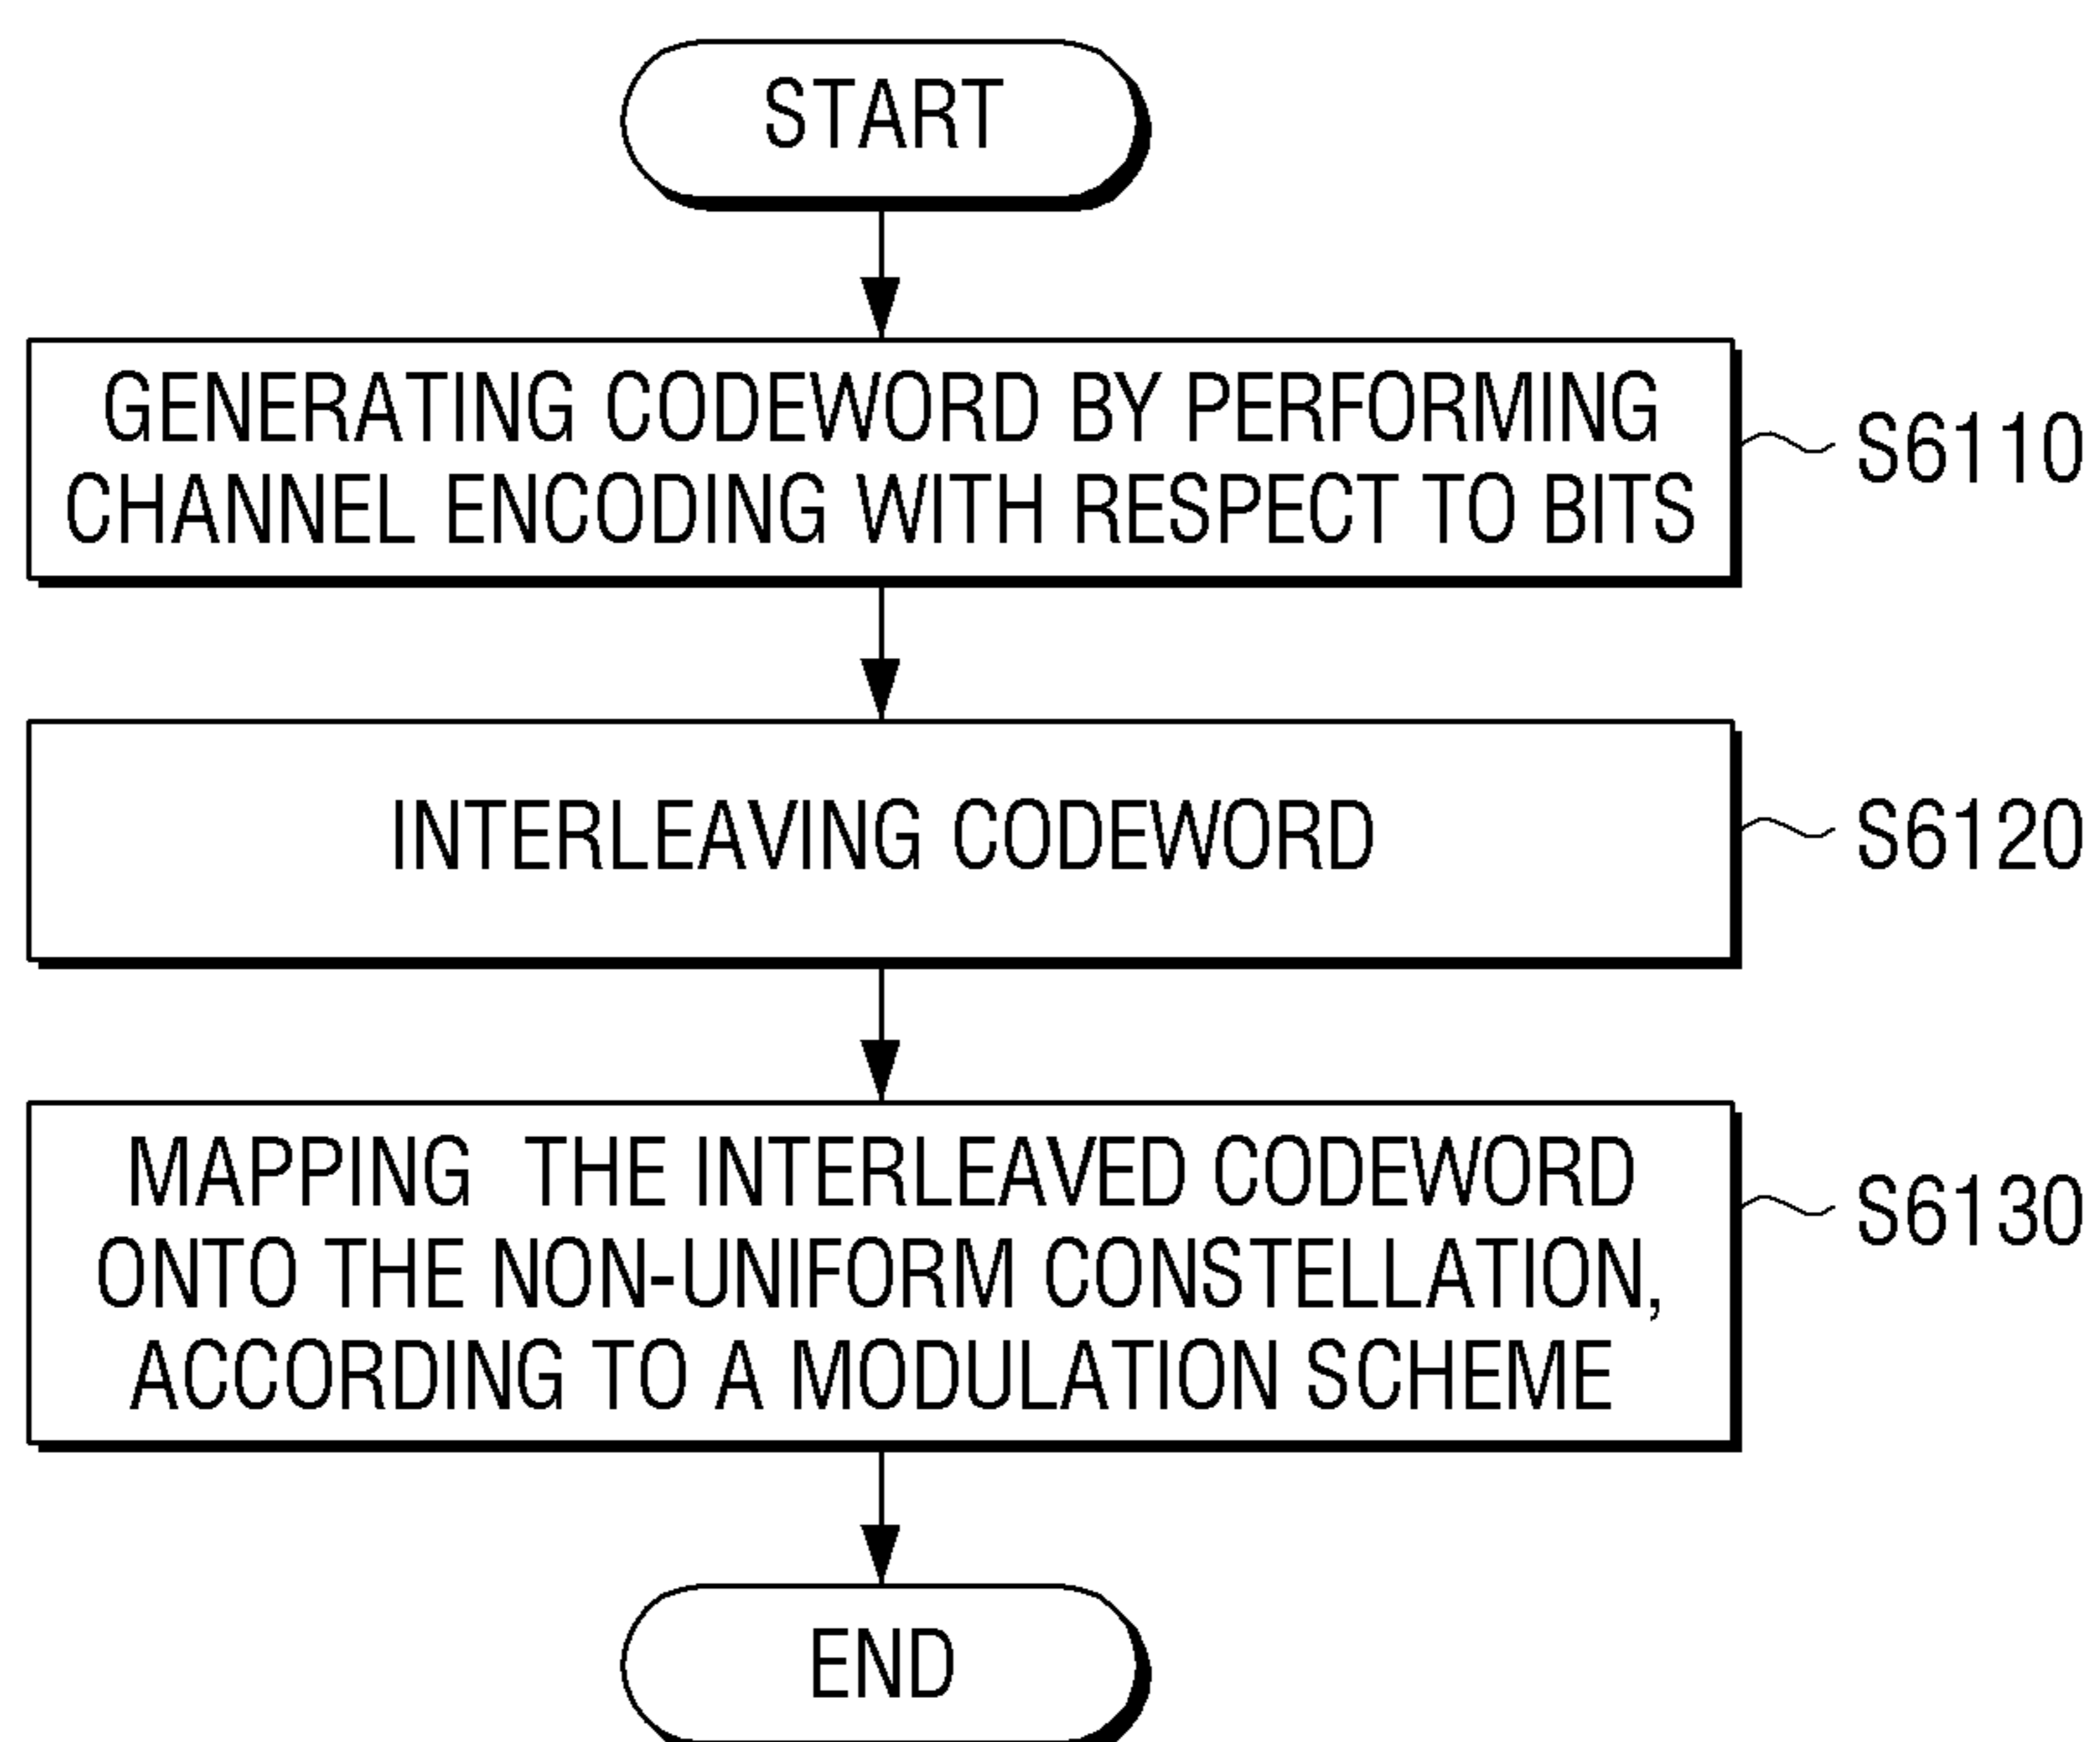 START
GENERATING CODEWORD BY PERFORMING
CHANNEL ENCODING WITH RESPECT TO BITS
S6110
INTERLEAVING CODEWORD
S6120
MAPPING THE INTERLEAVED CODEWORD
ONTO THE NON-UNIFORM CONSTELLATION,
ACCORDING TO A MODULATION SCHEME
S6130
END